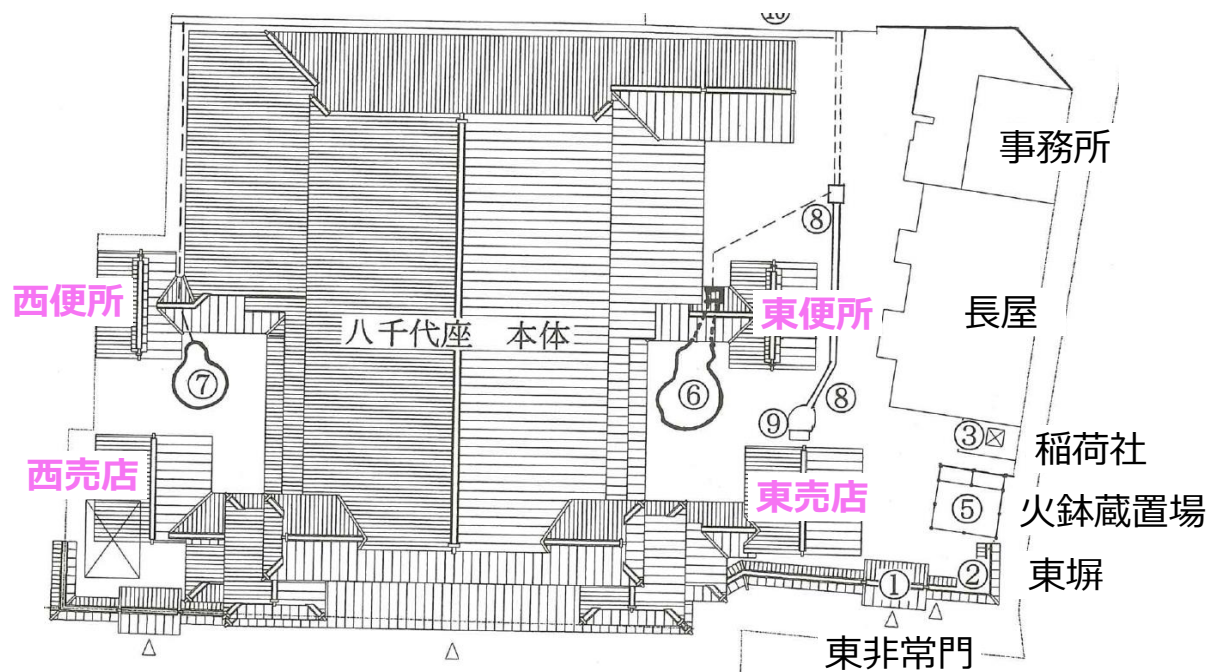 ⑩
事務所
⑧
西便所
東便所
長屋
八千代座 本体
⑦
⑥
⑧
⑨
③
稲荷社
西売店
東売店
⑤
火鉢蔵置場
①
②
東塀
東非常門